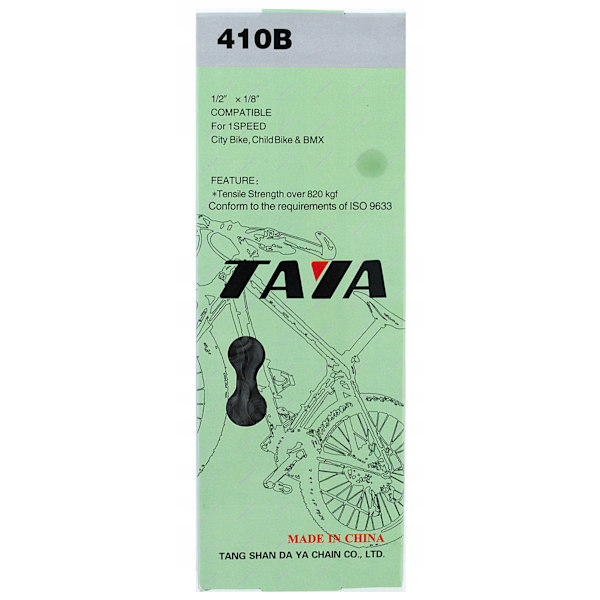 410B
1/2" × 1/8"
COMPATIBLE
For 1SPEED
City Bike, Child Bike & BMX
FEATURE:
*Tensile Strength over 820 kgf
Conform to the requirements of ISO 9633
TAYA
MADE IN CHINA
TANG SHAN DA YA CHAIN CO., LTD.